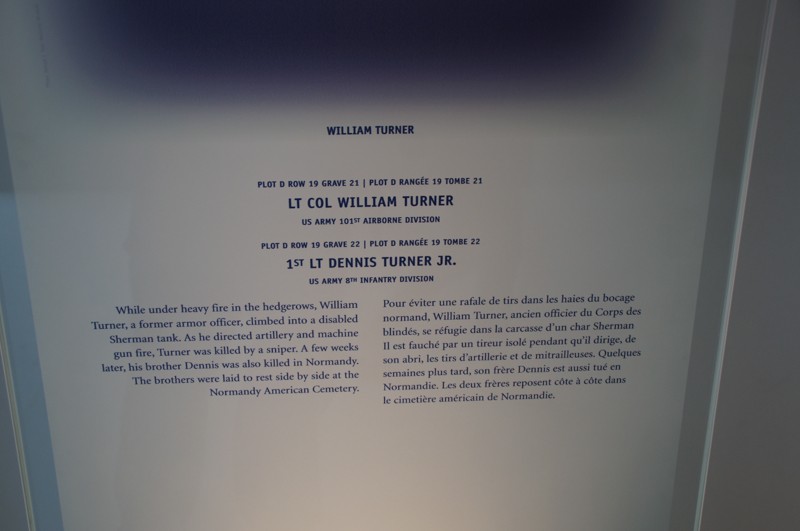 WILLIAM TURNER
PLOT D ROW 19 GRAVE 21 | PLOT D RANGÉE 19 TOMBE 21
LT COL WILLIAM TURNER
US ARMY 101ST AIRBORNE DIVISION
PLOT D ROW 19 GRAVE 22 | PLOT D RANGÉE 19 TOMBE 22
1ST LT DENNIS TURNER JR.
US ARMY 8TH INFANTRY DIVISION
While under heavy fire in the hedgerows, William
Turner, a former armor officer, climbed into a disabled
Sherman tank. As he directed artillery and machine
gun fire, Turner was killed by a sniper. A few weeks
later, his brother Dennis was also killed in Normandy.
The brothers were laid to rest side by side at the
Normandy American Cemetery.
Pour éviter une rafale de tirs dans les haies du bocage
normand, William Turner, ancien officier du Corps des
blindés, se réfugie dans la carcasse d'un char Sherman
Il est fauché par un tireur isolé pendant qu'il dirige, de
son abri, les tirs d'artillerie et de mitrailleuses. Quelques
semaines plus tard, son frère Dennis est aussi tué en
Normandie. Les deux frères reposent côte à côte dans
le cimetière américain de Normandie.